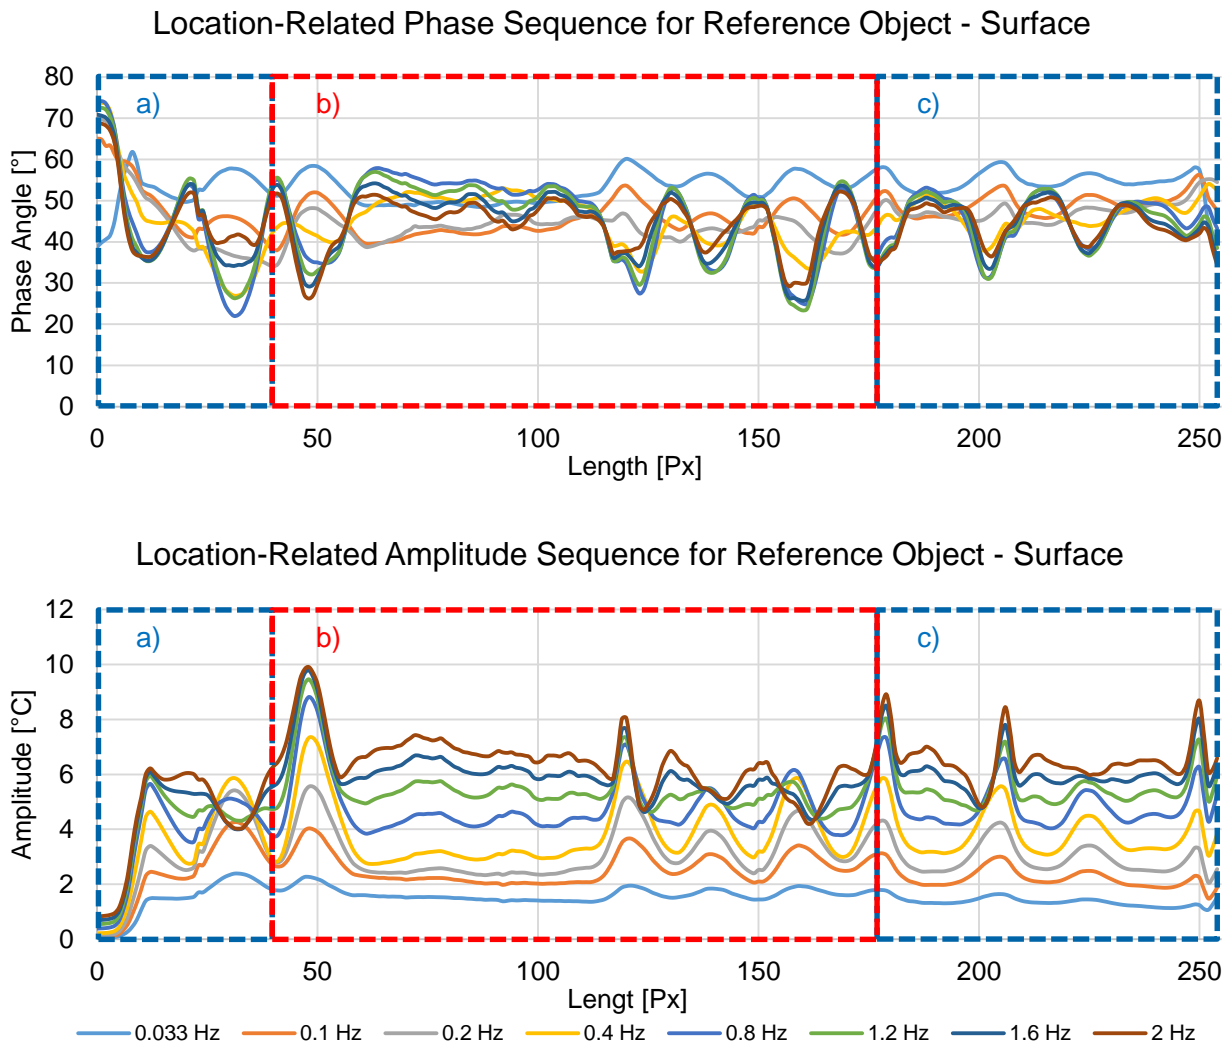 Location-Related Phase Sequence for Reference Object - Surface
80
70
60
50
40
30
20
10
0
Phase Angle [°]
a)
b)
c)
0 50 100 150 200 250
Length [Px]
Location-Related Amplitude Sequence for Reference Object - Surface
12
10
8
6
4
2
0
Amplitude [°C]
a)
b)
c)
0 50 100 150 200 250
Lengt [Px]
0.033 Hz 0.1 Hz 0.2 Hz 0.4 Hz 0.8 Hz 1.2 Hz 1.6 Hz 2 Hz